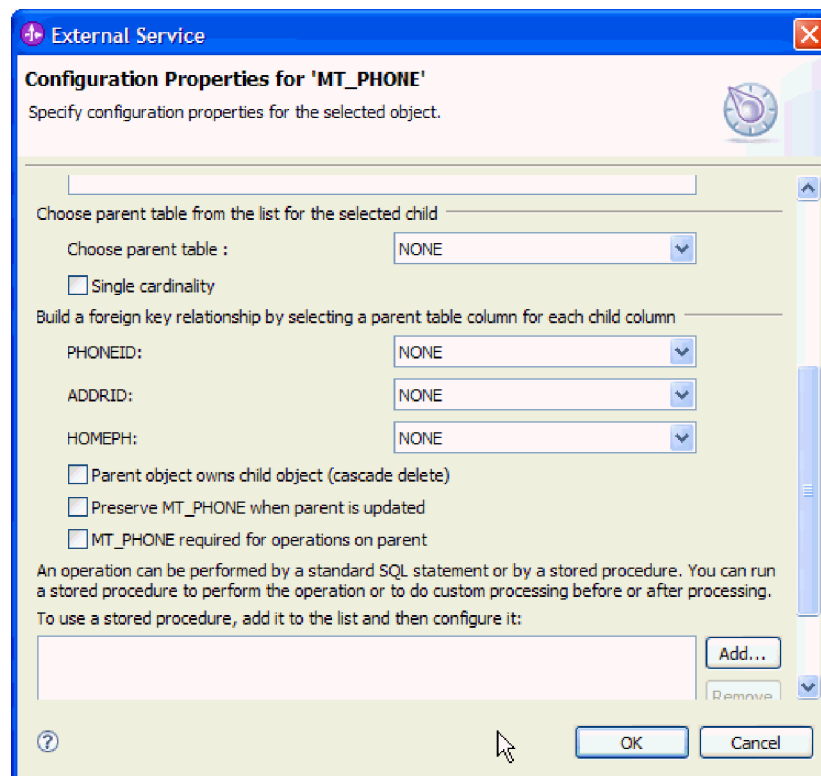 External Service
Configuration Properties for 'MT_PHONE'
Specify configuration properties for the selected object.
Choose parent table from the list for the selected child
Choose parent table :
NONE
Single cardinality
Build a foreign key relationship by selecting a parent table column for each child column
PHONEID:
NONE
ADDRID:
NONE
HOMEPH:
NONE
Parent object owns child object (cascade delete)
Preserve MT_PHONE when parent is updated
MT_PHONE required for operations on parent
An operation can be performed by a standard SQL statement or by a stored procedure. You can run
a stored procedure to perform the operation or to do custom processing before or after processing.
To use a stored procedure, add it to the list and then configure it:
Add...
Remove
?
OK
Cancel